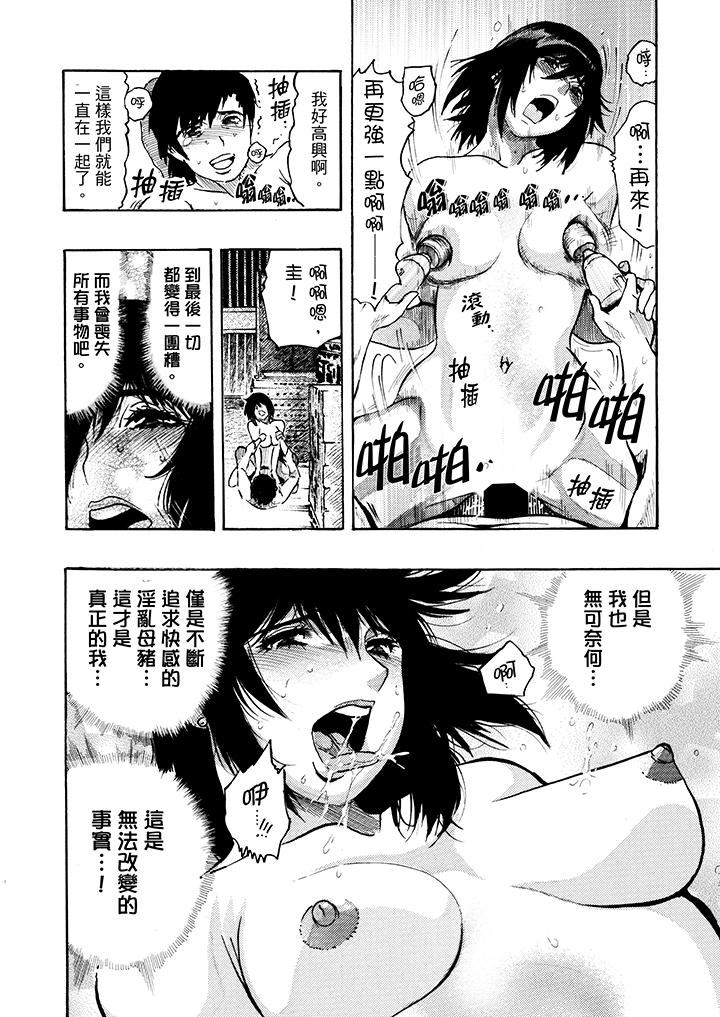 呼…
啊…再來！
哈嗯
再更強一點啊啊——
嗡嗡嗡嗡嗡…
滾動…
抽插
啪啪
啪啪…
抽插
我好高興啊。
抽插
呼
呼
這樣我們就能
一直在一起了。
抽插
嗡嗡嗡…
啊啊嗯，
圭！
到最後一切
都變得一團糟。
而我會喪失
所有事物吧。
但是
我也
無可奈何…
啊…
僅是不斷
追求快感的
淫亂母豬…
這才是
真正的我…
咿
這是
無法改變的
事實…！